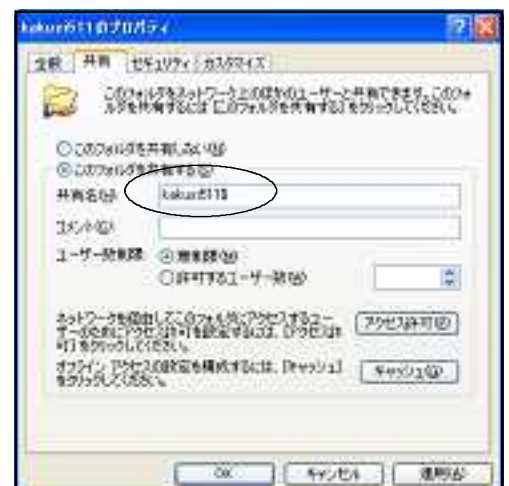 kakuri511のプロパティ
全般 共有 セキュリティ カスタマイズ
このフォルダをネットワーク上のほかのユーザーと共有できます。このフォ
ルダを共有するには [このフォルダを共有する] をクリックしてください。
このフォルダを共有しない(N)
このフォルダを共有する(S)
共有名(H): kakuri511$
コメント(C):
ユーザー数制限: 無制限(M)
許可するユーザー数(W):
ネットワークを経由してこのフォルダにアクセスするユー
ザーのためにアクセス許可を設定するには、[アクセス許
可] をクリックしてください。
アクセス許可(P)
オフライン アクセスの設定を構成するには、[キャッシュ]
をクリックしてください。
キャッシュ(G)
OK キャンセル 適用(A)